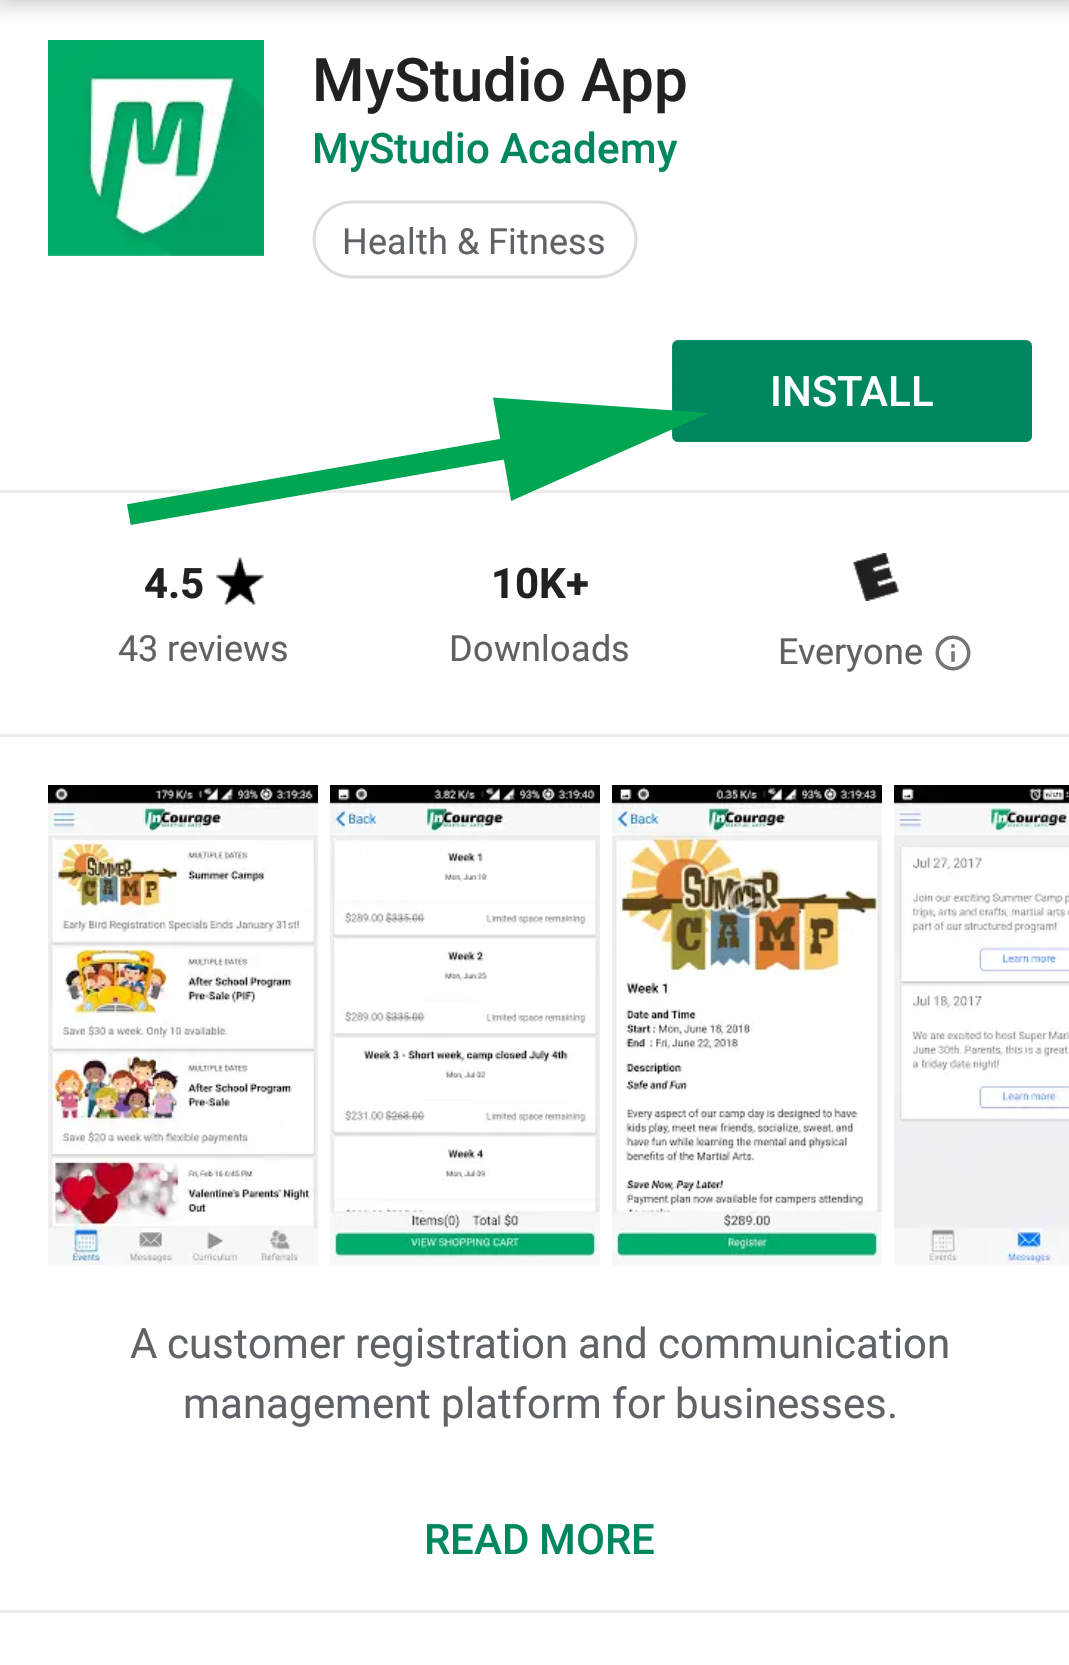 MyStudio App
MyStudio Academy
Health & Fitness
INSTALL
4.5 ★
43 reviews
10K+
Downloads
E
Everyone
179 K/s 93% 3:19:36
InCourage
MARTIAL ARTS
SUMMER
CAMP
MULTIPLE DATES
Summer Camps
Early Bird Registration Specials Ends January 31st!
MULTIPLE DATES
After School Program
Pre-Sale (PIF)
Save $30 a week. Only 10 available.
MULTIPLE DATES
After School Program
Pre-Sale
Save $20 a week with flexible payments
Fri, Feb 16 6:45 PM
Valentine's Parents' Night
Out
Events Messages Curriculum Referrals
3.82 K/s 93% 3:19:40
Back
InCourage
MARTIAL ARTS
Week 1
Mon, Jun 18
$289.00 $335.00 Limited space remaining
Week 2
Mon, Jun 25
$289.00 $335.00 Limited space remaining
Week 3 - Short week, camp closed July 4th
Mon, Jul 02
$231.00 $268.00 Limited space remaining
Week 4
Mon, Jul 09
Items(0) Total $0
VIEW SHOPPING CART
0.35 K/s 93% 3:19:43
Back
InCourage
MARTIAL ARTS
SUMMER
CAMP
Week 1
Date and Time
Start : Mon, June 18, 2018
End : Fri, June 22, 2018
Description
Safe and Fun
Every aspect of our camp day is designed to have
kids play, meet new friends, socialize, sweat, and
have fun while learning the mental and physical
benefits of the Martial Arts.
Save Now, Pay Later!
Payment plan now available for campers attending
$289.00
Register
InCourage
MARTIAL ARTS
Jul 27, 2017
Join our exciting Summer Camp
trips, arts and crafts, martial arts
part of our structured program!
Learn more
Jul 18, 2017
We are excited to host Super Mari
June 30th. Parents, this is a great
a friday date night!
Learn more
Events Messages
A customer registration and communication
management platform for businesses.
READ MORE